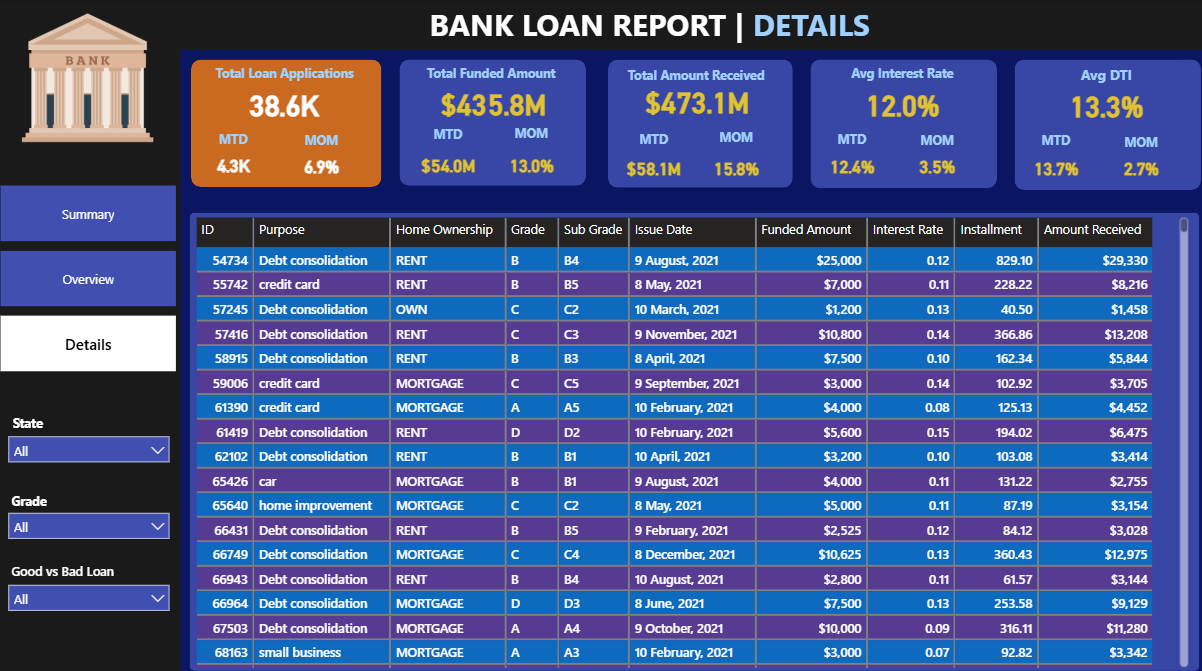 BANK LOAN REPORT | DETAILS
BANK
Total Loan Applications
38.6K
MTD MOM
4.3K 6.9%
Total Funded Amount
$435.8M
MTD MOM
$54.0M 13.0%
Total Amount Received
$473.1M
MTD MOM
$58.1M 15.8%
Avg Interest Rate
12.0%
MTD MOM
12.4% 3.5%
Avg DTI
13.3%
MTD MOM
13.7% 2.7%
Summary
Overview
Details
State
All
Grade
All
Good vs Bad Loan
All
ID Purpose Home Ownership Grade Sub Grade Issue Date Funded Amount Interest Rate Installment Amount Received
54734 Debt consolidation RENT B B4 9 August, 2021 $25,000 0.12 829.10 $29,330
55742 credit card RENT B B5 8 May, 2021 $7,000 0.11 228.22 $8,216
57245 Debt consolidation OWN C C2 10 March, 2021 $1,200 0.13 40.50 $1,458
57416 Debt consolidation RENT C C3 9 November, 2021 $10,800 0.14 366.86 $13,208
58915 Debt consolidation RENT B B3 8 April, 2021 $7,500 0.10 162.34 $5,844
59006 credit card MORTGAGE C C5 9 September, 2021 $3,000 0.14 102.92 $3,705
61390 credit card MORTGAGE A A5 10 February, 2021 $4,000 0.08 125.13 $4,452
61419 Debt consolidation RENT D D2 10 February, 2021 $5,600 0.15 194.02 $6,475
62102 Debt consolidation RENT B B1 10 April, 2021 $3,200 0.10 103.08 $3,414
65426 car MORTGAGE B B1 9 August, 2021 $4,000 0.11 131.22 $2,755
65640 home improvement MORTGAGE C C2 8 May, 2021 $5,000 0.11 87.19 $3,154
66431 Debt consolidation RENT B B5 9 February, 2021 $2,525 0.12 84.12 $3,028
66749 Debt consolidation MORTGAGE C C4 8 December, 2021 $10,625 0.13 360.43 $12,975
66943 Debt consolidation RENT B B4 10 August, 2021 $2,800 0.11 61.57 $3,144
66964 Debt consolidation MORTGAGE D D3 8 June, 2021 $7,500 0.13 253.58 $9,129
67503 Debt consolidation MORTGAGE A A4 9 October, 2021 $10,000 0.09 316.11 $11,280
68163 small business MORTGAGE A A3 10 February, 2021 $3,000 0.07 92.82 $3,342